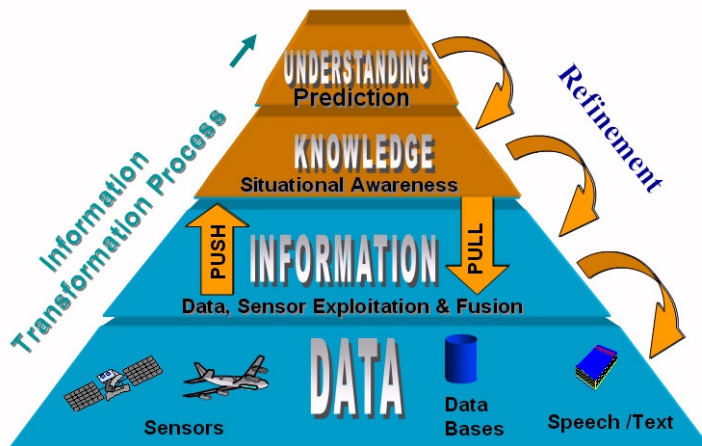 UNDERSTANDING
Prediction
KNOWLEDGE
Situational Awareness
Information
Transformation Process
Refinement
PUSH
INFORMATION
PULL
Data, Sensor Exploitation & Fusion
DATA
Sensors
Data
Bases
Speech /Text